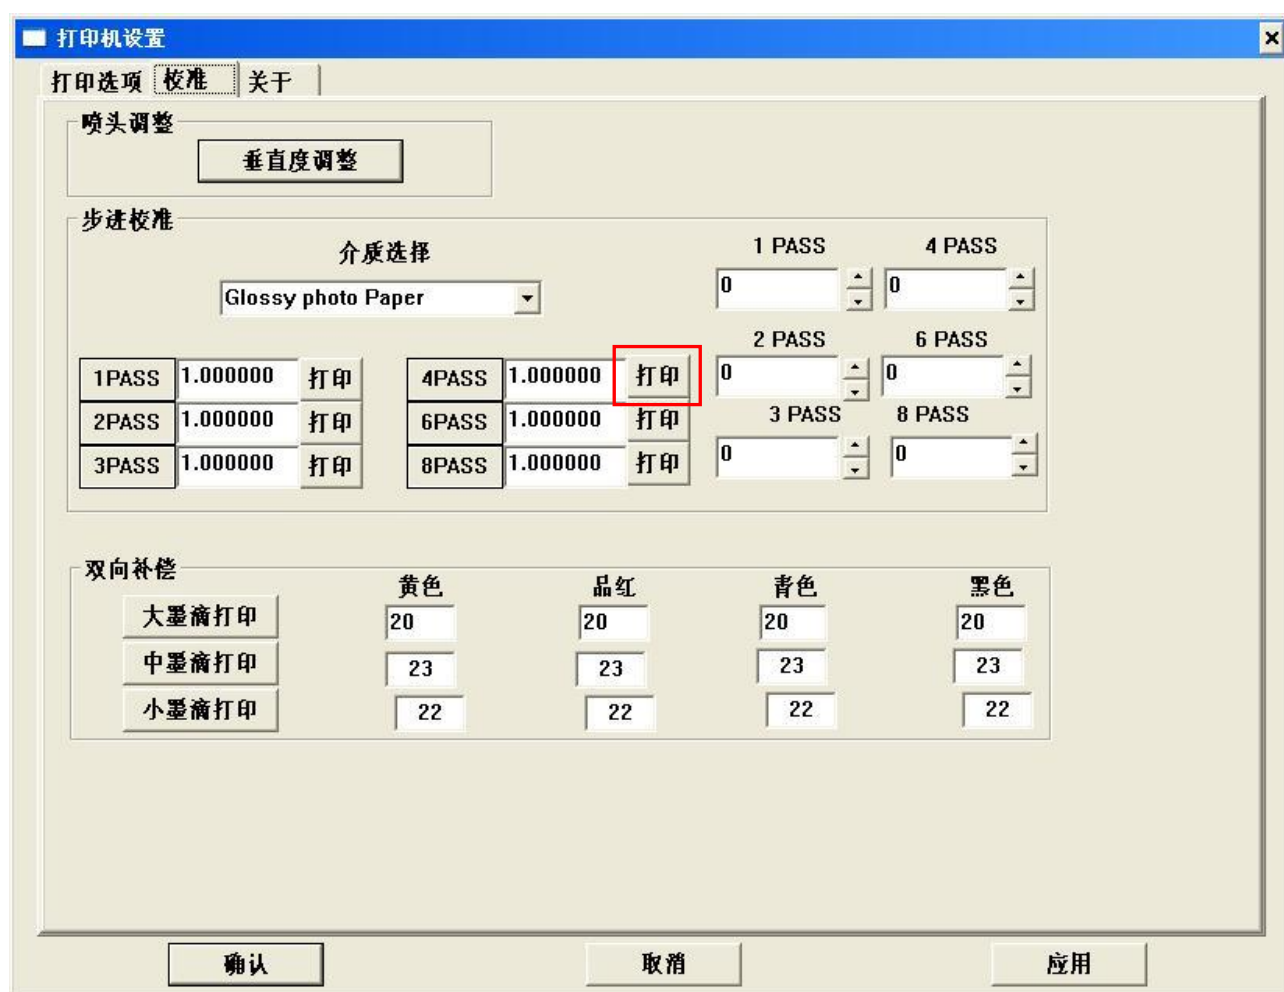 打印机设置
打印选项 校准 关于
喷头调整
垂直度调整
步进校准
介质选择
Glossy photo Paper
1PASS 1.000000 打印 4PASS 1.000000 打印
2PASS 1.000000 打印 6PASS 1.000000 打印
3PASS 1.000000 打印 8PASS 1.000000 打印
1 PASS 4 PASS
0 0
2 PASS 6 PASS
0 0
3 PASS 8 PASS
0 0
双向补偿
黄色 品红 青色 黑色
大墨滴打印 20 20 20 20
中墨滴打印 23 23 23 23
小墨滴打印 22 22 22 22
确认 取消 应用